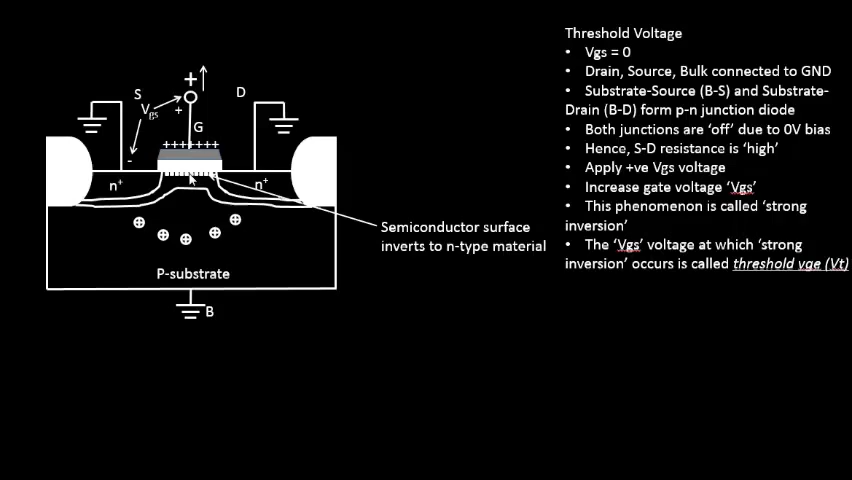 Threshold Voltage
• Vgs = 0
• Drain, Source, Bulk connected to GND
• Substrate-Source (B-S) and Substrate-
Drain (B-D) form p-n junction diode
• Both junctions are ‘off’ due to 0V bias
• Hence, S-D resistance is ‘high’
• Apply +ve Vgs voltage
• Increase gate voltage ‘Vgs’
• This phenomenon is called ‘strong
inversion’
• The ‘Vgs’ voltage at which ‘strong
inversion’ occurs is called threshold vge (Vt)
+
S
D
Vgs
+
G
+++++++
-
n+
n+
Semiconductor surface
inverts to n-type material
P-substrate
B